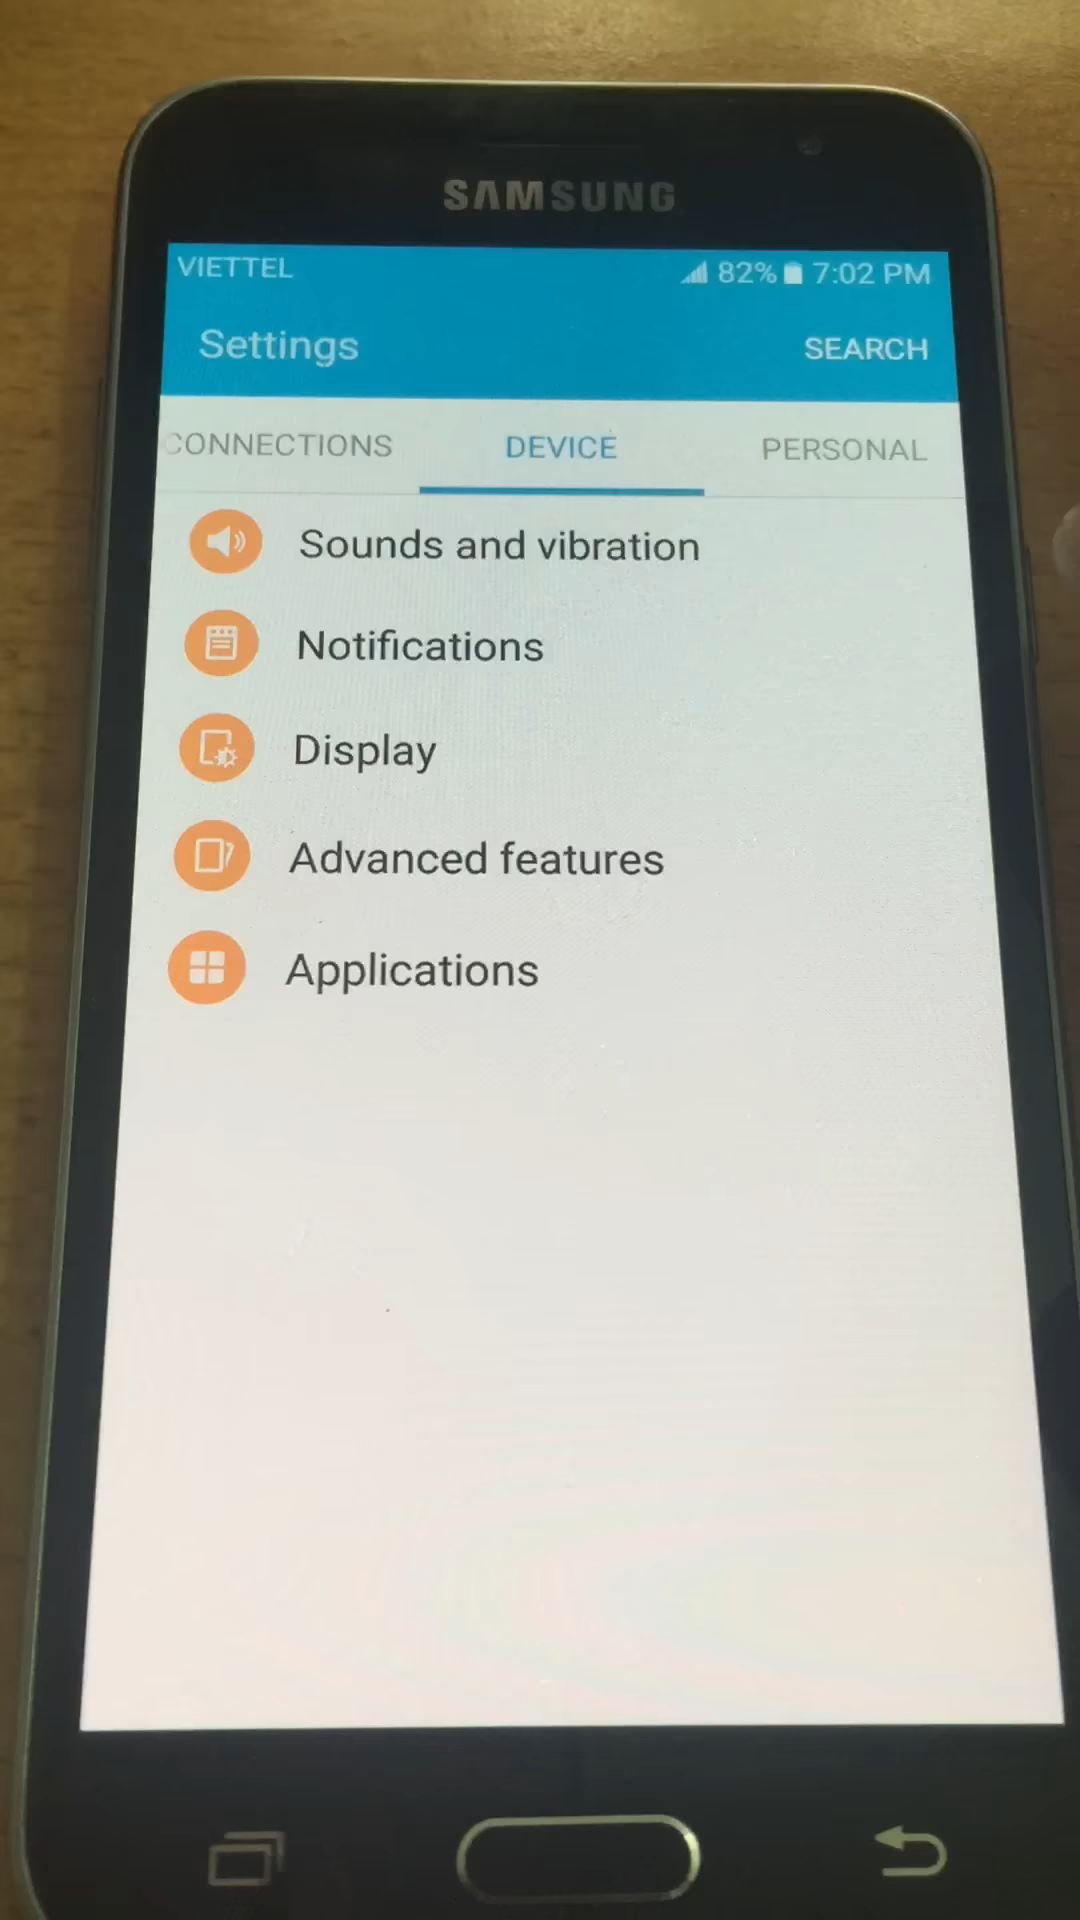 SAMSUNG
VIETTEL 82% 7:02 PM
Settings SEARCH
CONNECTIONS DEVICE PERSONAL
Sounds and vibration
Notifications
Display
Advanced features
Applications